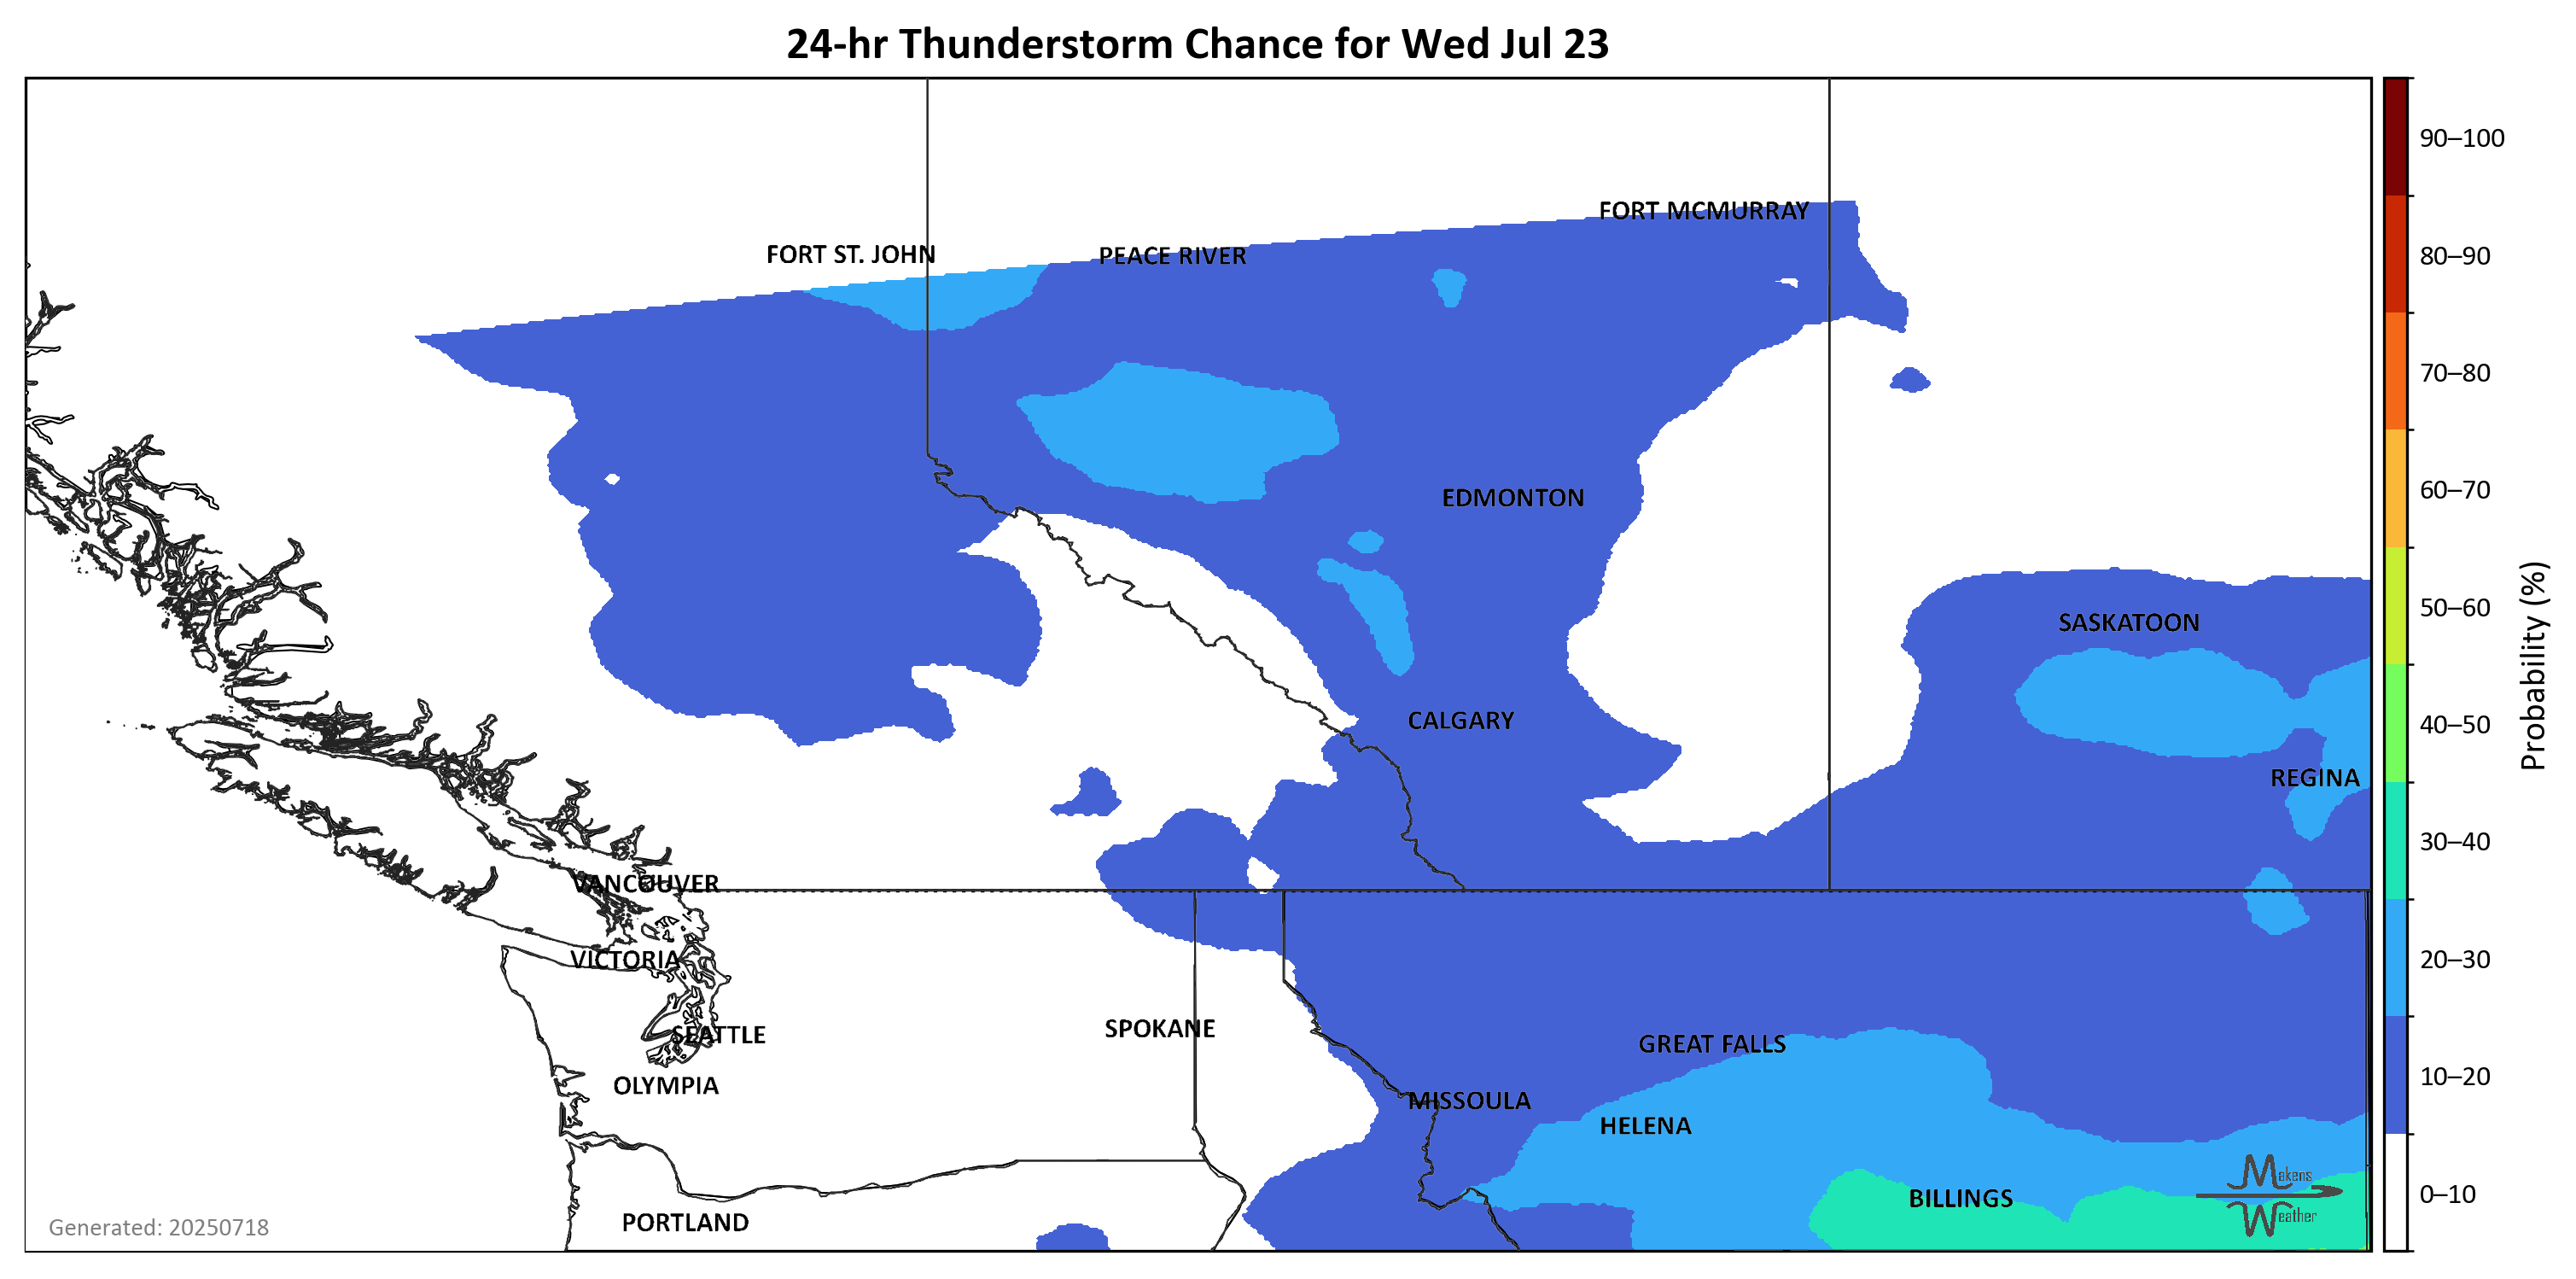 24-hr Thunderstorm Chance for Wed Jul 23
FORT MCMURRAY
FORT ST. JOHN
PEACE RIVER
EDMONTON
SASKATOON
CALGARY
REGINA
VANCOUVER
VICTORIA
SEATTLE
SPOKANE
GREAT FALLS
OLYMPIA
MISSOULA
HELENA
BILLINGS
PORTLAND
Makens
Weather
Generated: 20250718
90–100
80–90
70–80
60–70
50–60
40–50
30–40
20–30
10–20
0–10
Probability (%)